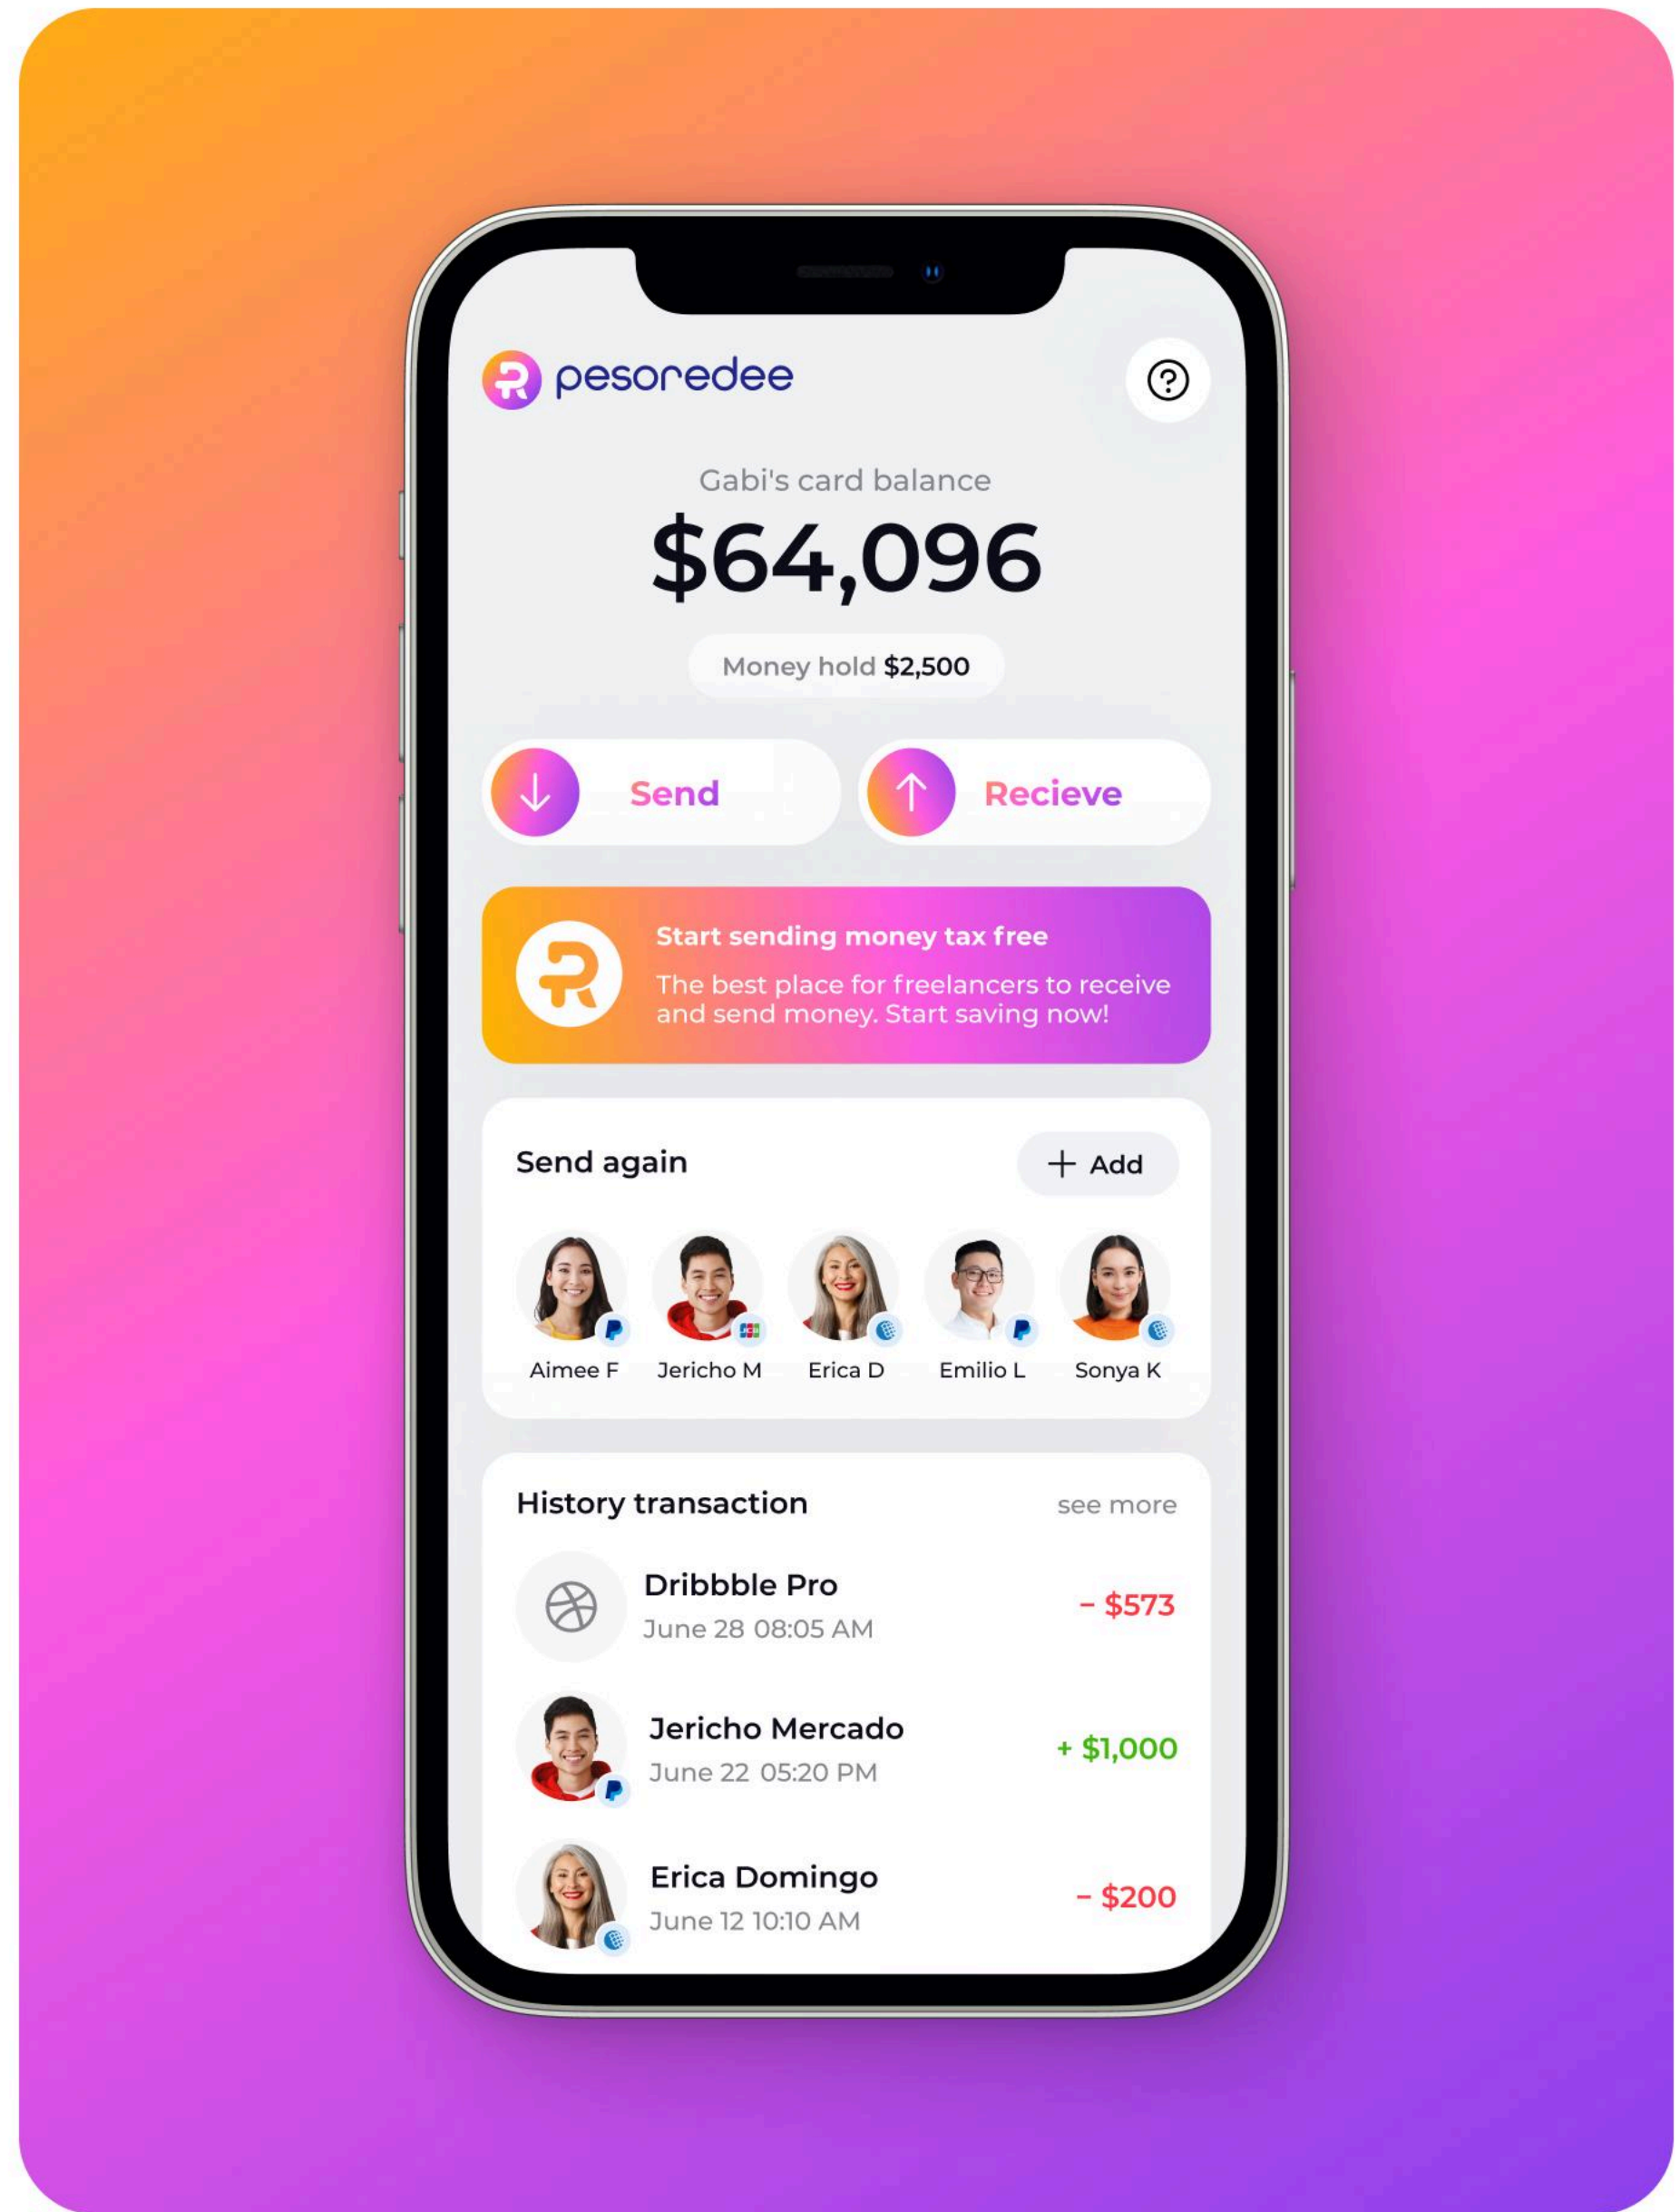 pesoredee
Gabi's card balance
$64,096
Money hold $2,500
Send
Recieve
Start sending money tax free
The best place for freelancers to receive
and send money. Start saving now!
Send again
+ Add
Aimee F
Jericho M
Erica D
Emilio L
Sonya K
History transaction
see more
Dribbble Pro
− $573
June 28 08:05 AM
Jericho Mercado
+ $1,000
June 22 05:20 PM
Erica Domingo
− $200
June 12 10:10 AM